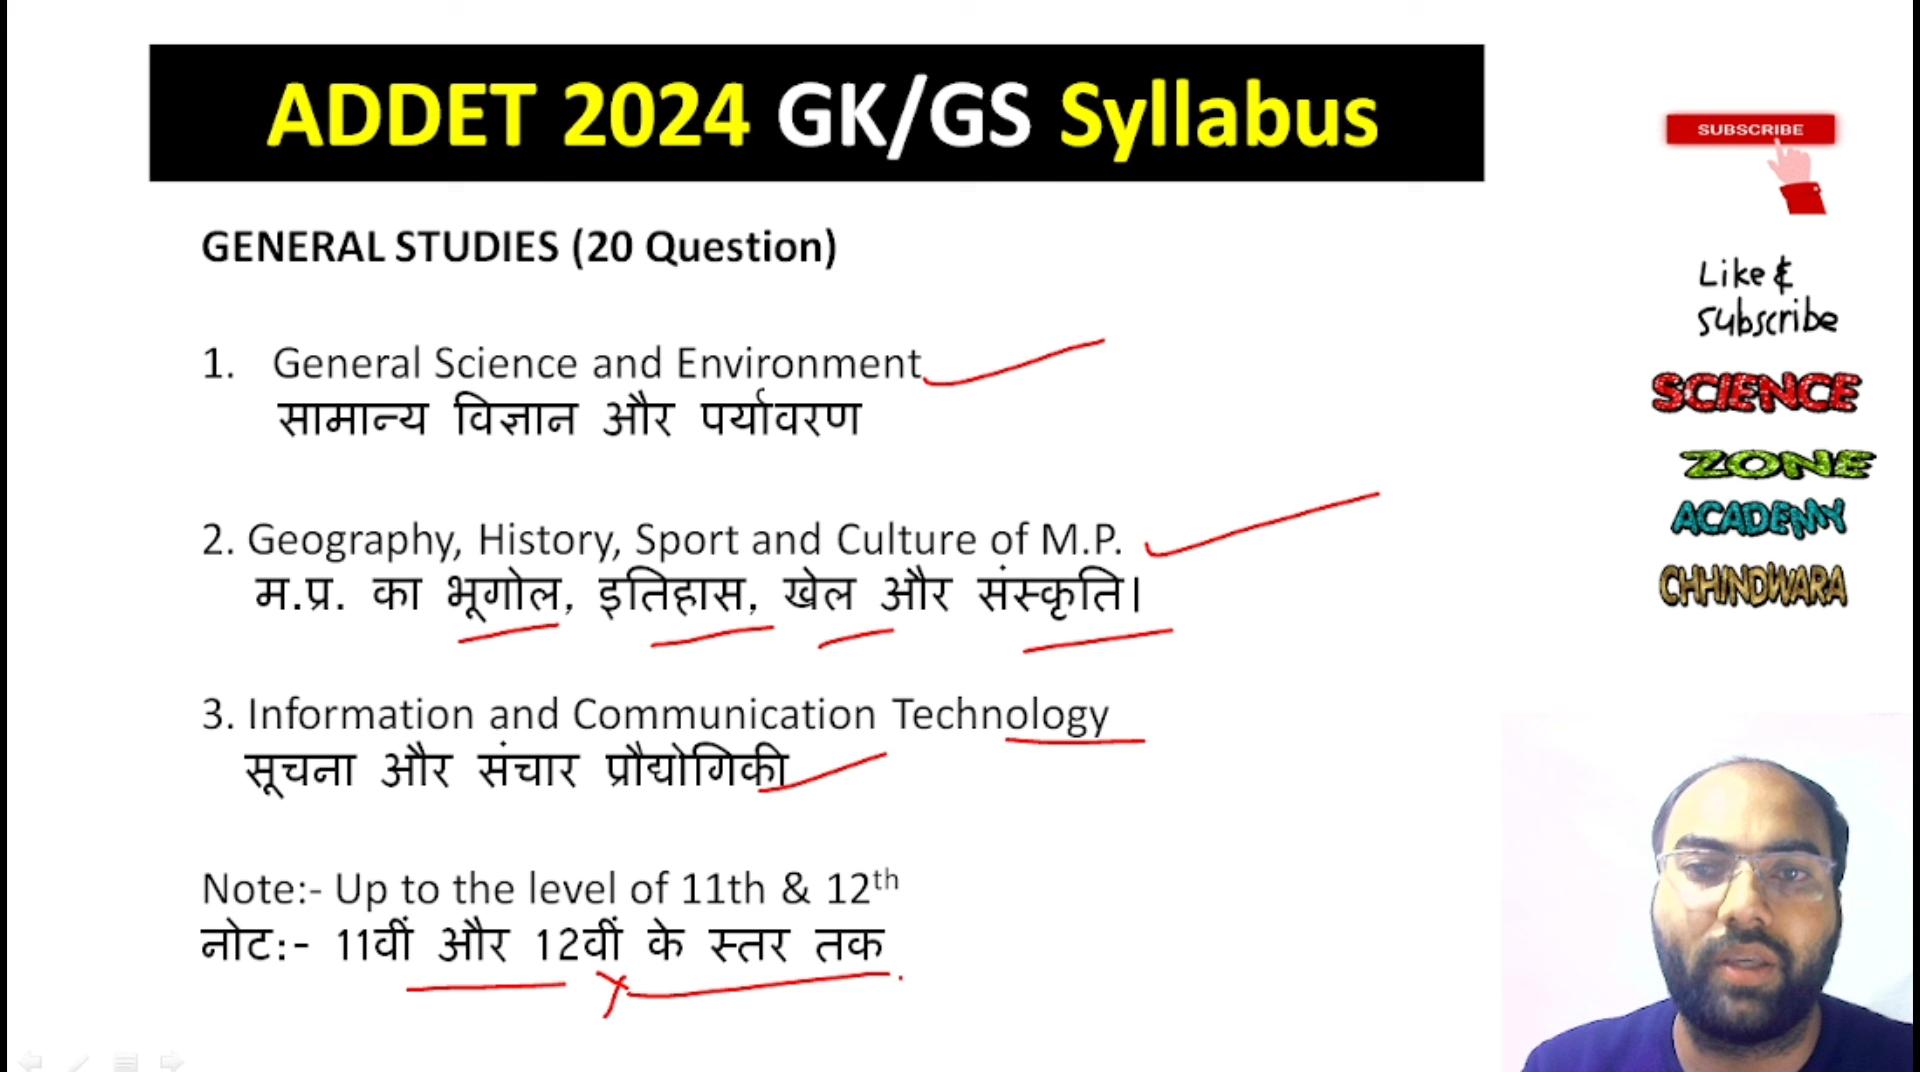 ADDET 2024 GK/GS Syllabus
GENERAL STUDIES (20 Question)
1. General Science and Environment
सामान्य विज्ञान और पर्यावरण
2. Geography, History, Sport and Culture of M.P.
म.प्र. का भूगोल, इतिहास, खेल और संस्कृति।
3. Information and Communication Technology
सूचना और संचार प्रौद्योगिकी
Note:- Up to the level of 11th & 12th
नोट:- 11वीं और 12वीं के स्तर तक
SUBSCRIBE
Like &
Subscribe
SCIENCE
ZONE
ACADEMY
CHHINDWARA